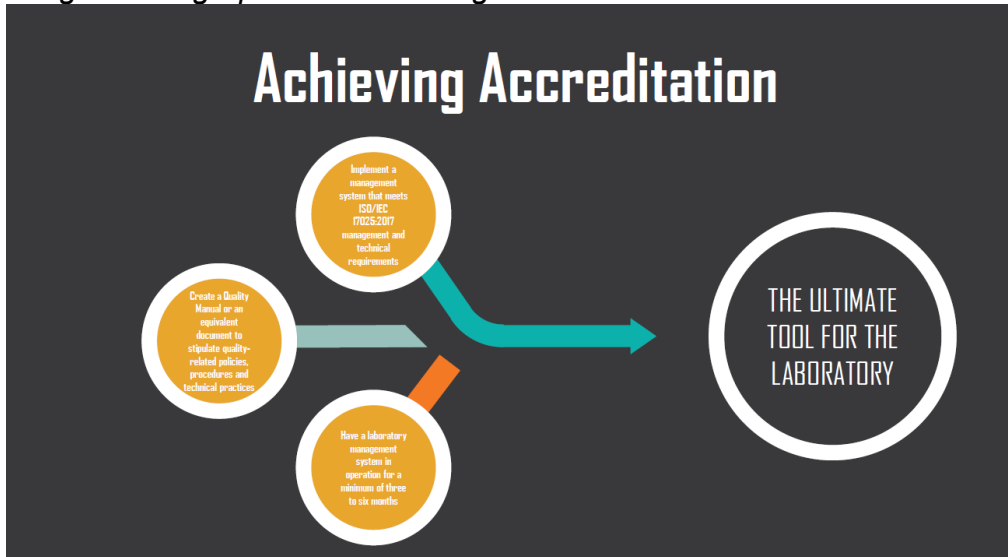 Achieving Accreditation
Implement a
management
system that meets
ISO/IEC
17025:2017
management and
technical
requirements
Create a Quality
Manual or an
equivalent
document to
stipulate quality-
related policies,
procedures and
technical practices
Have a laboratory
management
system in
operation for a
minimum of three
to six months
THE ULTIMATE
TOOL FOR THE
LABORATORY